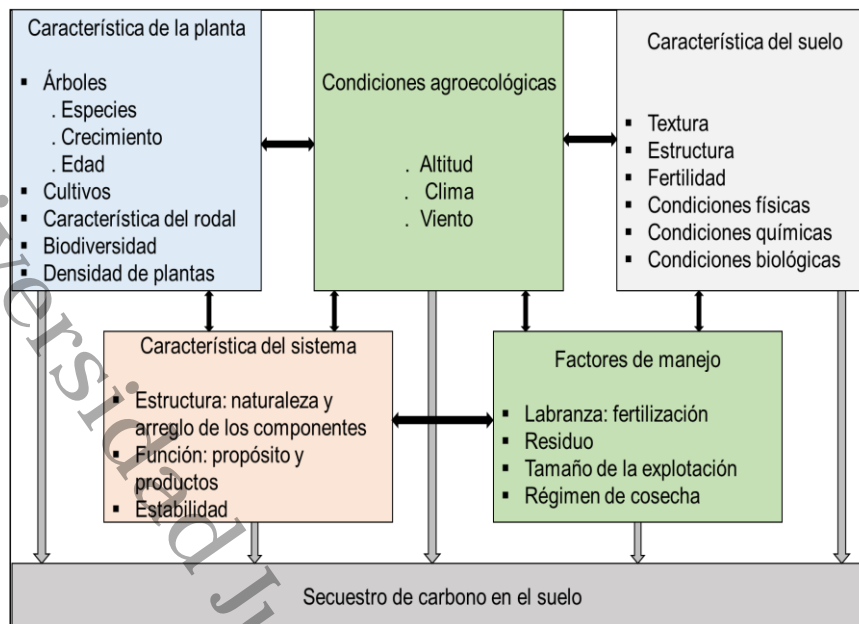 Característica de la planta
▪ Árboles
. Especies
. Crecimiento
. Edad
▪ Cultivos
▪ Característica del rodal
▪ Biodiversidad
▪ Densidad de plantas
Condiciones agroecológicas
. Altitud
. Clima
. Viento
Característica del suelo
▪ Textura
▪ Estructura
▪ Fertilidad
▪ Condiciones físicas
▪ Condiciones químicas
▪ Condiciones biológicas
Característica del sistema
▪ Estructura: naturaleza y
arreglo de los componentes
▪ Función: propósito y
productos
▪ Estabilidad
Factores de manejo
▪ Labranza: fertilización
▪ Residuo
▪ Tamaño de la explotación
▪ Régimen de cosecha
Secuestro de carbono en el suelo